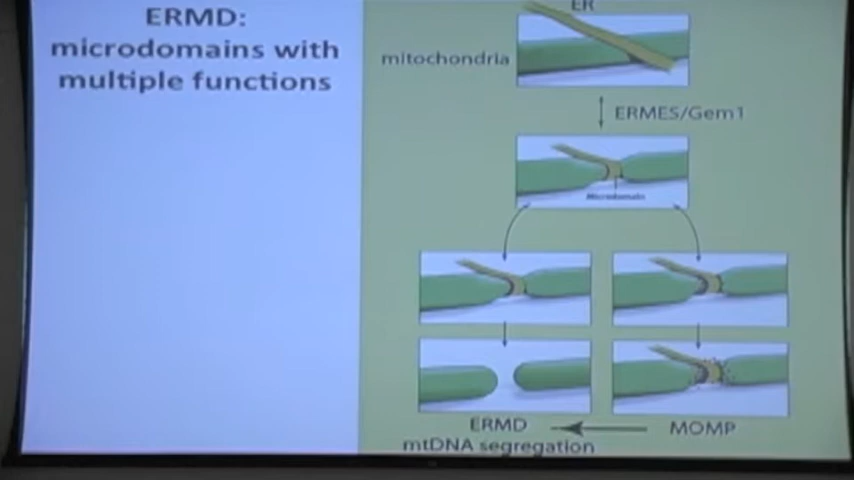 ERMD:
microdomains with
multiple functions
ER
mitochondria
ERMES/Gem1
Microdomain
ERMD
mtDNA segregation
MOMP